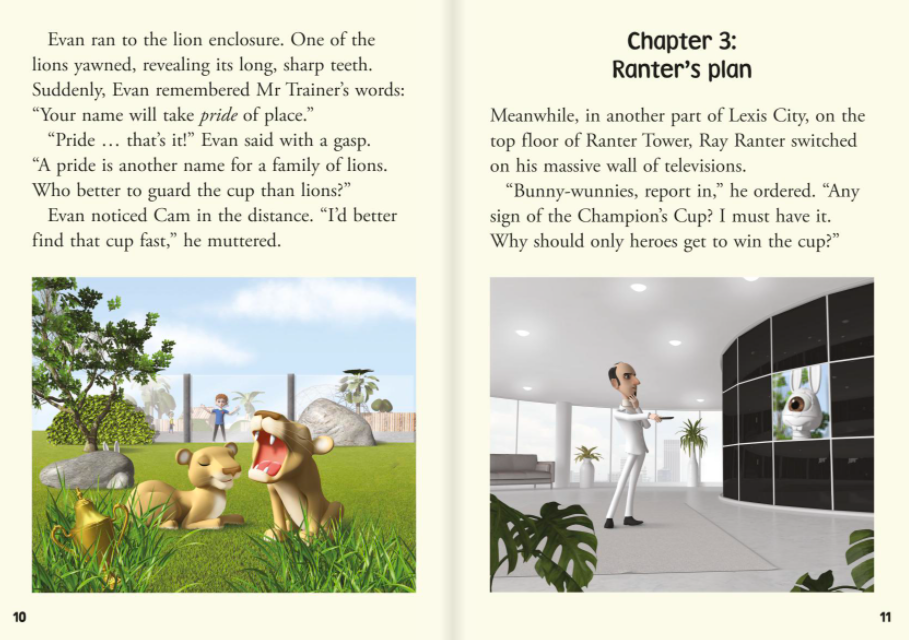 Evan ran to the lion enclosure. One of the
lions yawned, revealing its long, sharp teeth.
Suddenly, Evan remembered Mr Trainer’s words:
“Your name will take pride of place.”
“Pride … that’s it!” Evan said with a gasp.
“A pride is another name for a family of lions.
Who better to guard the cup than lions?”
Evan noticed Cam in the distance. “I’d better
find that cup fast,” he muttered.
10
Chapter 3:
Ranter’s plan
Meanwhile, in another part of Lexis City, on the
top floor of Ranter Tower, Ray Ranter switched
on his massive wall of televisions.
“Bunny-wunnies, report in,” he ordered. “Any
sign of the Champion’s Cup? I must have it.
Why should only heroes get to win the cup?”
11